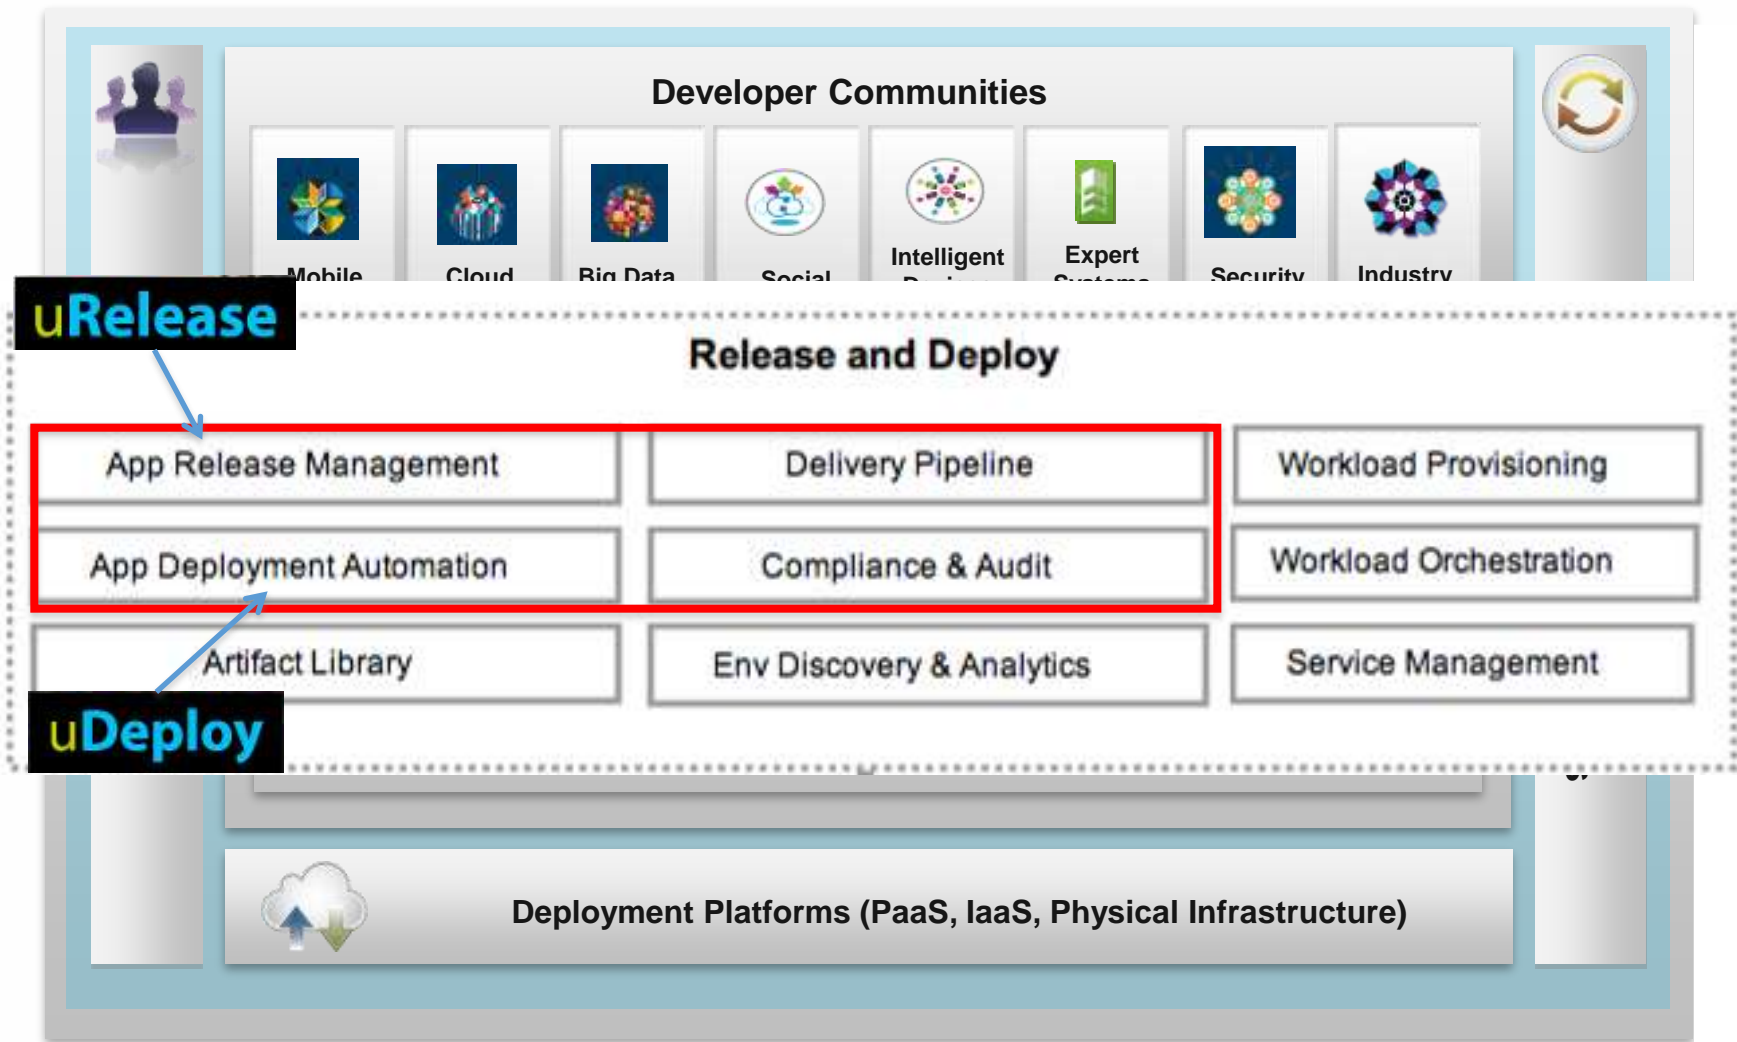 Developer Communities
Mobile
Cloud
Big Data
Social
Intelligent
Devices
Expert
Systems
Security
Industry
uRelease
Release and Deploy
App Release Management
Delivery Pipeline
Workload Provisioning
App Deployment Automation
Compliance & Audit
Workload Orchestration
Artifact Library
Env Discovery & Analytics
Service Management
uDeploy
Deployment Platforms (PaaS, IaaS, Physical Infrastructure)